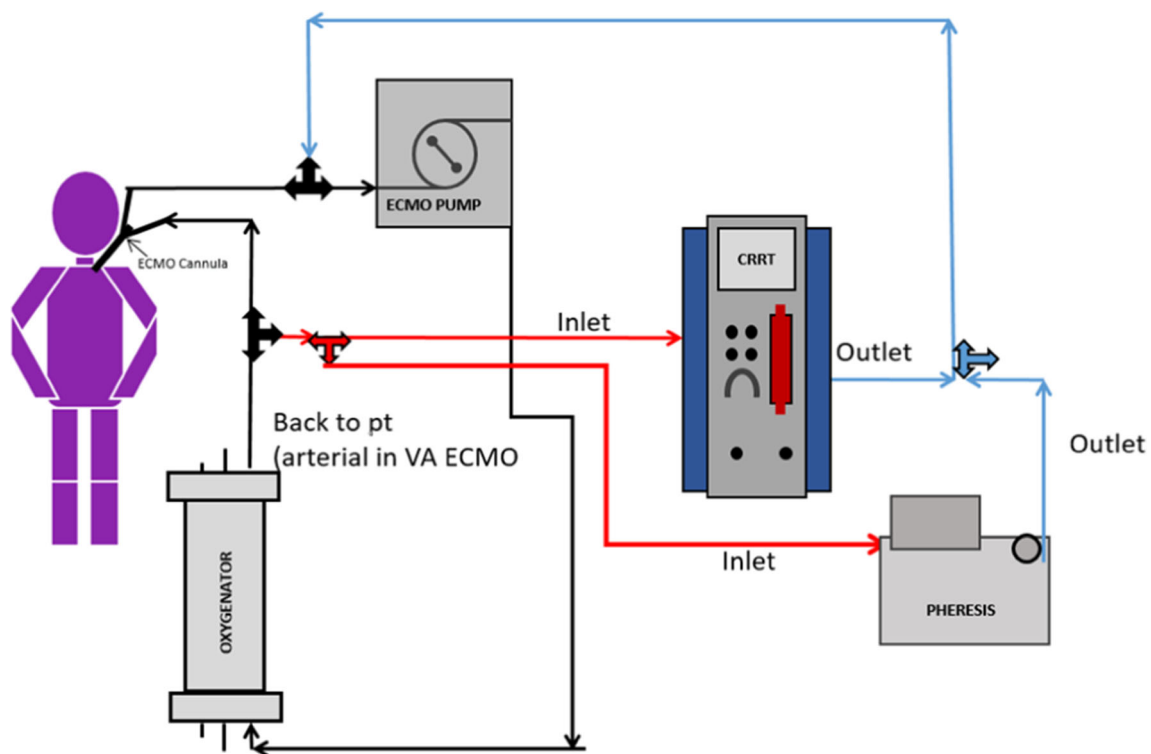 ECMO PUMP
ECMO Cannula
CRRT
Inlet
Outlet
Back to pt
(arterial in VA ECMO
Outlet
Inlet
OXYGENATOR
PHERESIS